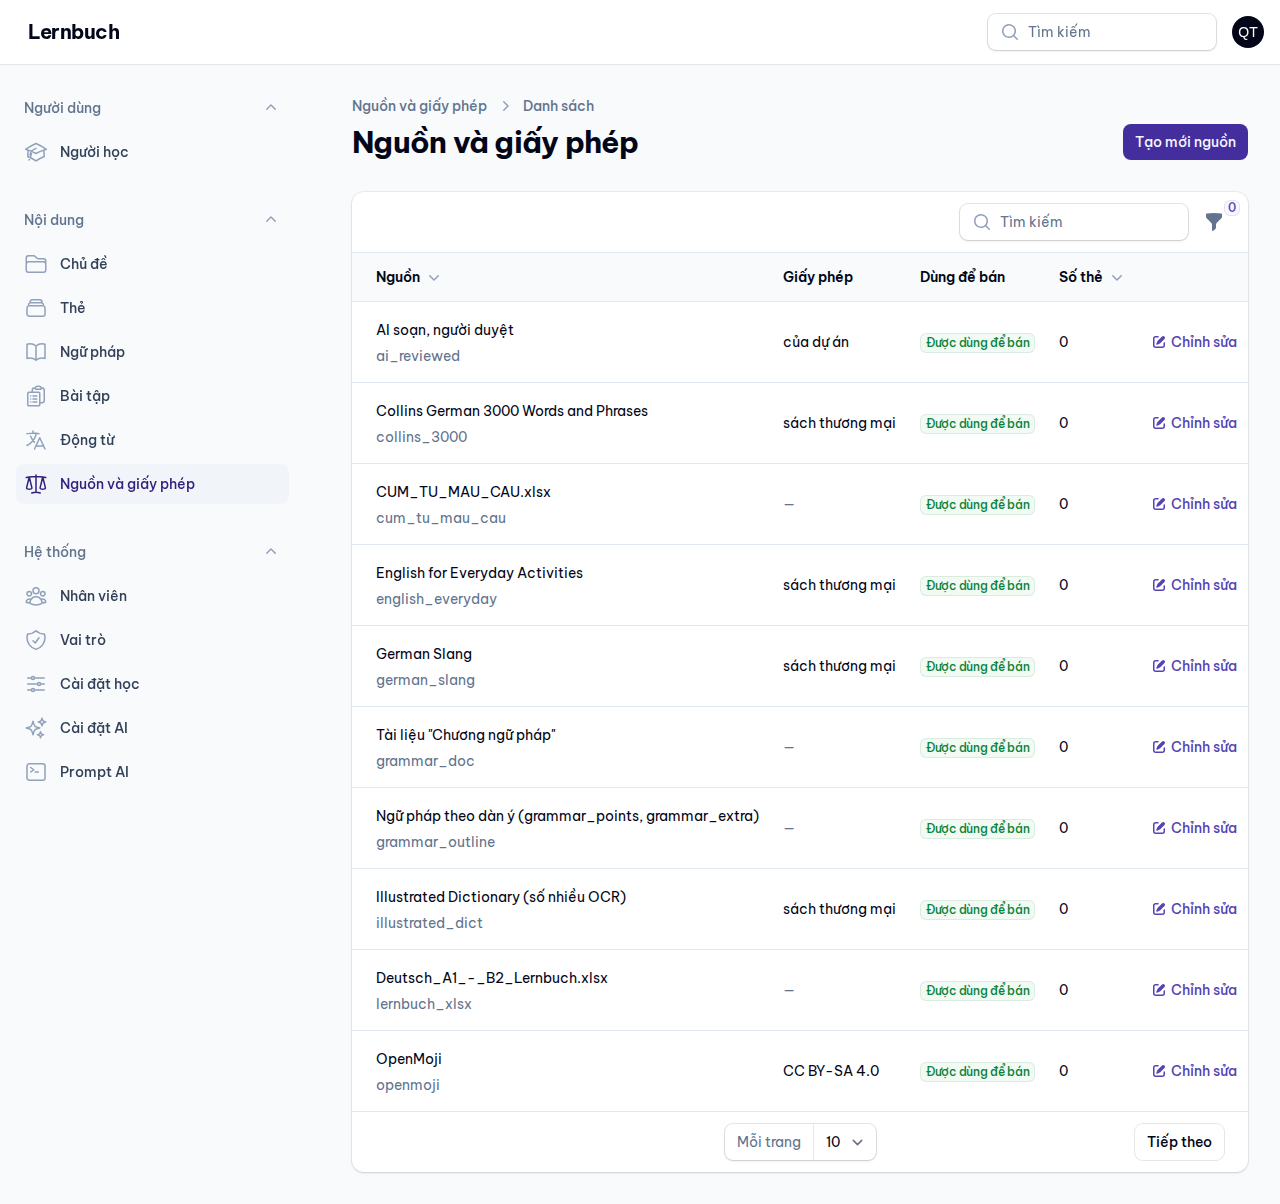 Lernbuch
Tìm kiếm
QT
Người dùng
Người học
Nội dung
Chủ đề
Thẻ
Ngữ pháp
Bài tập
Động từ
Nguồn và giấy phép
Hệ thống
Nhân viên
Vai trò
Cài đặt học
Cài đặt AI
Prompt AI
Nguồn và giấy phép > Danh sách
Nguồn và giấy phép
Tạo mới nguồn
Tìm kiếm
0
Nguồn Giấy phép Dùng để bán Số thẻ
AI soạn, người duyệt
ai_reviewed
của dự án Được dùng để bán 0 Chỉnh sửa
Collins German 3000 Words and Phrases
collins_3000
sách thương mại Được dùng để bán 0 Chỉnh sửa
CUM_TU_MAU_CAU.xlsx
cum_tu_mau_cau
— Được dùng để bán 0 Chỉnh sửa
English for Everyday Activities
english_everyday
sách thương mại Được dùng để bán 0 Chỉnh sửa
German Slang
german_slang
sách thương mại Được dùng để bán 0 Chỉnh sửa
Tài liệu "Chương ngữ pháp"
grammar_doc
— Được dùng để bán 0 Chỉnh sửa
Ngữ pháp theo dàn ý (grammar_points, grammar_extra)
grammar_outline
— Được dùng để bán 0 Chỉnh sửa
Illustrated Dictionary (số nhiều OCR)
illustrated_dict
sách thương mại Được dùng để bán 0 Chỉnh sửa
Deutsch_A1_-_B2_Lernbuch.xlsx
lernbuch_xlsx
— Được dùng để bán 0 Chỉnh sửa
OpenMoji
openmoji
CC BY-SA 4.0 Được dùng để bán 0 Chỉnh sửa
Mỗi trang 10
Tiếp theo